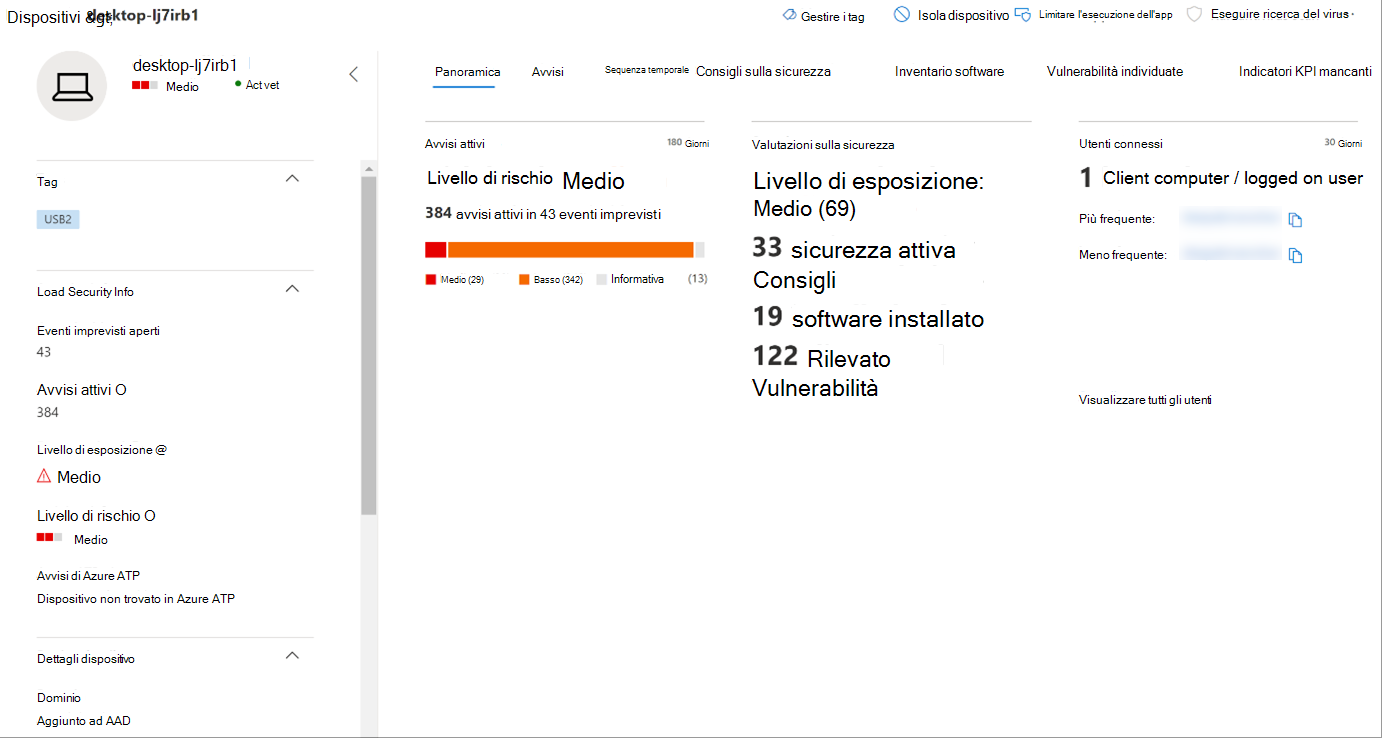 Dispositivi &gt; desktop-lj7irb1
Gestire i tag
Isola dispositivo
Limitare l'esecuzione dell'app
Eseguire ricerca del virus
desktop-lj7irb1
Medio
Act vet
Panoramica
Avvisi
Sequenza temporale
Consigli sulla sicurezza
Inventario software
Vulnerabilità individuate
Indicatori KPI mancanti
Tag
USB2
Load Security Info
Eventi imprevisti aperti
43
Avvisi attivi O
384
Livello di esposizione @
Medio
Livello di rischio O
Medio
Avvisi di Azure ATP
Dispositivo non trovato in Azure ATP
Dettagli dispositivo
Dominio
Aggiunto ad AAD
Avvisi attivi
180 Giorni
Livello di rischio Medio
384 avvisi attivi in 43 eventi imprevisti
Medio (29)
Basso (342)
Informativa (13)
Valutazioni sulla sicurezza
Livello di esposizione:
Medio (69)
33 sicurezza attiva
Consigli
19 software installato
122 Rilevato
Vulnerabilità
Utenti connessi
30 Giorni
1 Client computer / logged on user
Più frequente:
Meno frequente:
Visualizzare tutti gli utenti